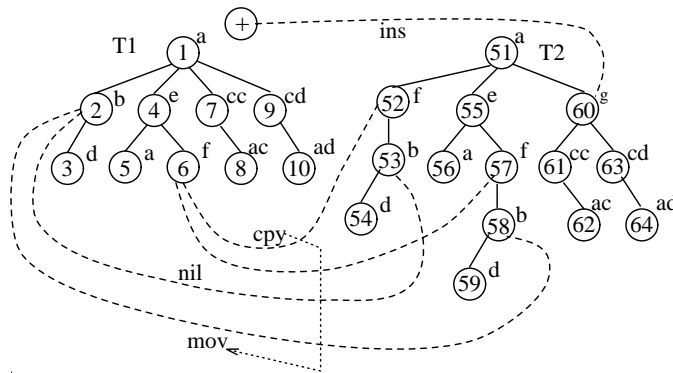 + ins
T1 1 a 51 a T2
2 b 4 e 7 cc 9 cd 52 f 55 e 60 g
3 d 5 a 6 f 8 ac 10 ad 53 b 56 a 57 f 61 cc 63 cd
54 d 58 b 62 ac 64 ad
cpy
nil 59 d
mov